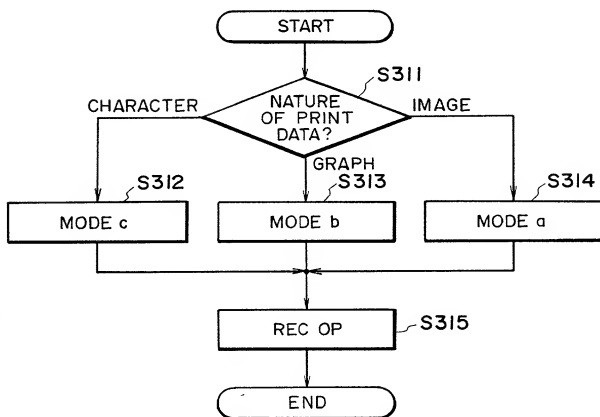 START
S311
CHARACTER
NATURE
OF PRINT
DATA?
IMAGE
GRAPH
S312
S313
S314
MODE c
MODE b
MODE a
REC OP
S315
END